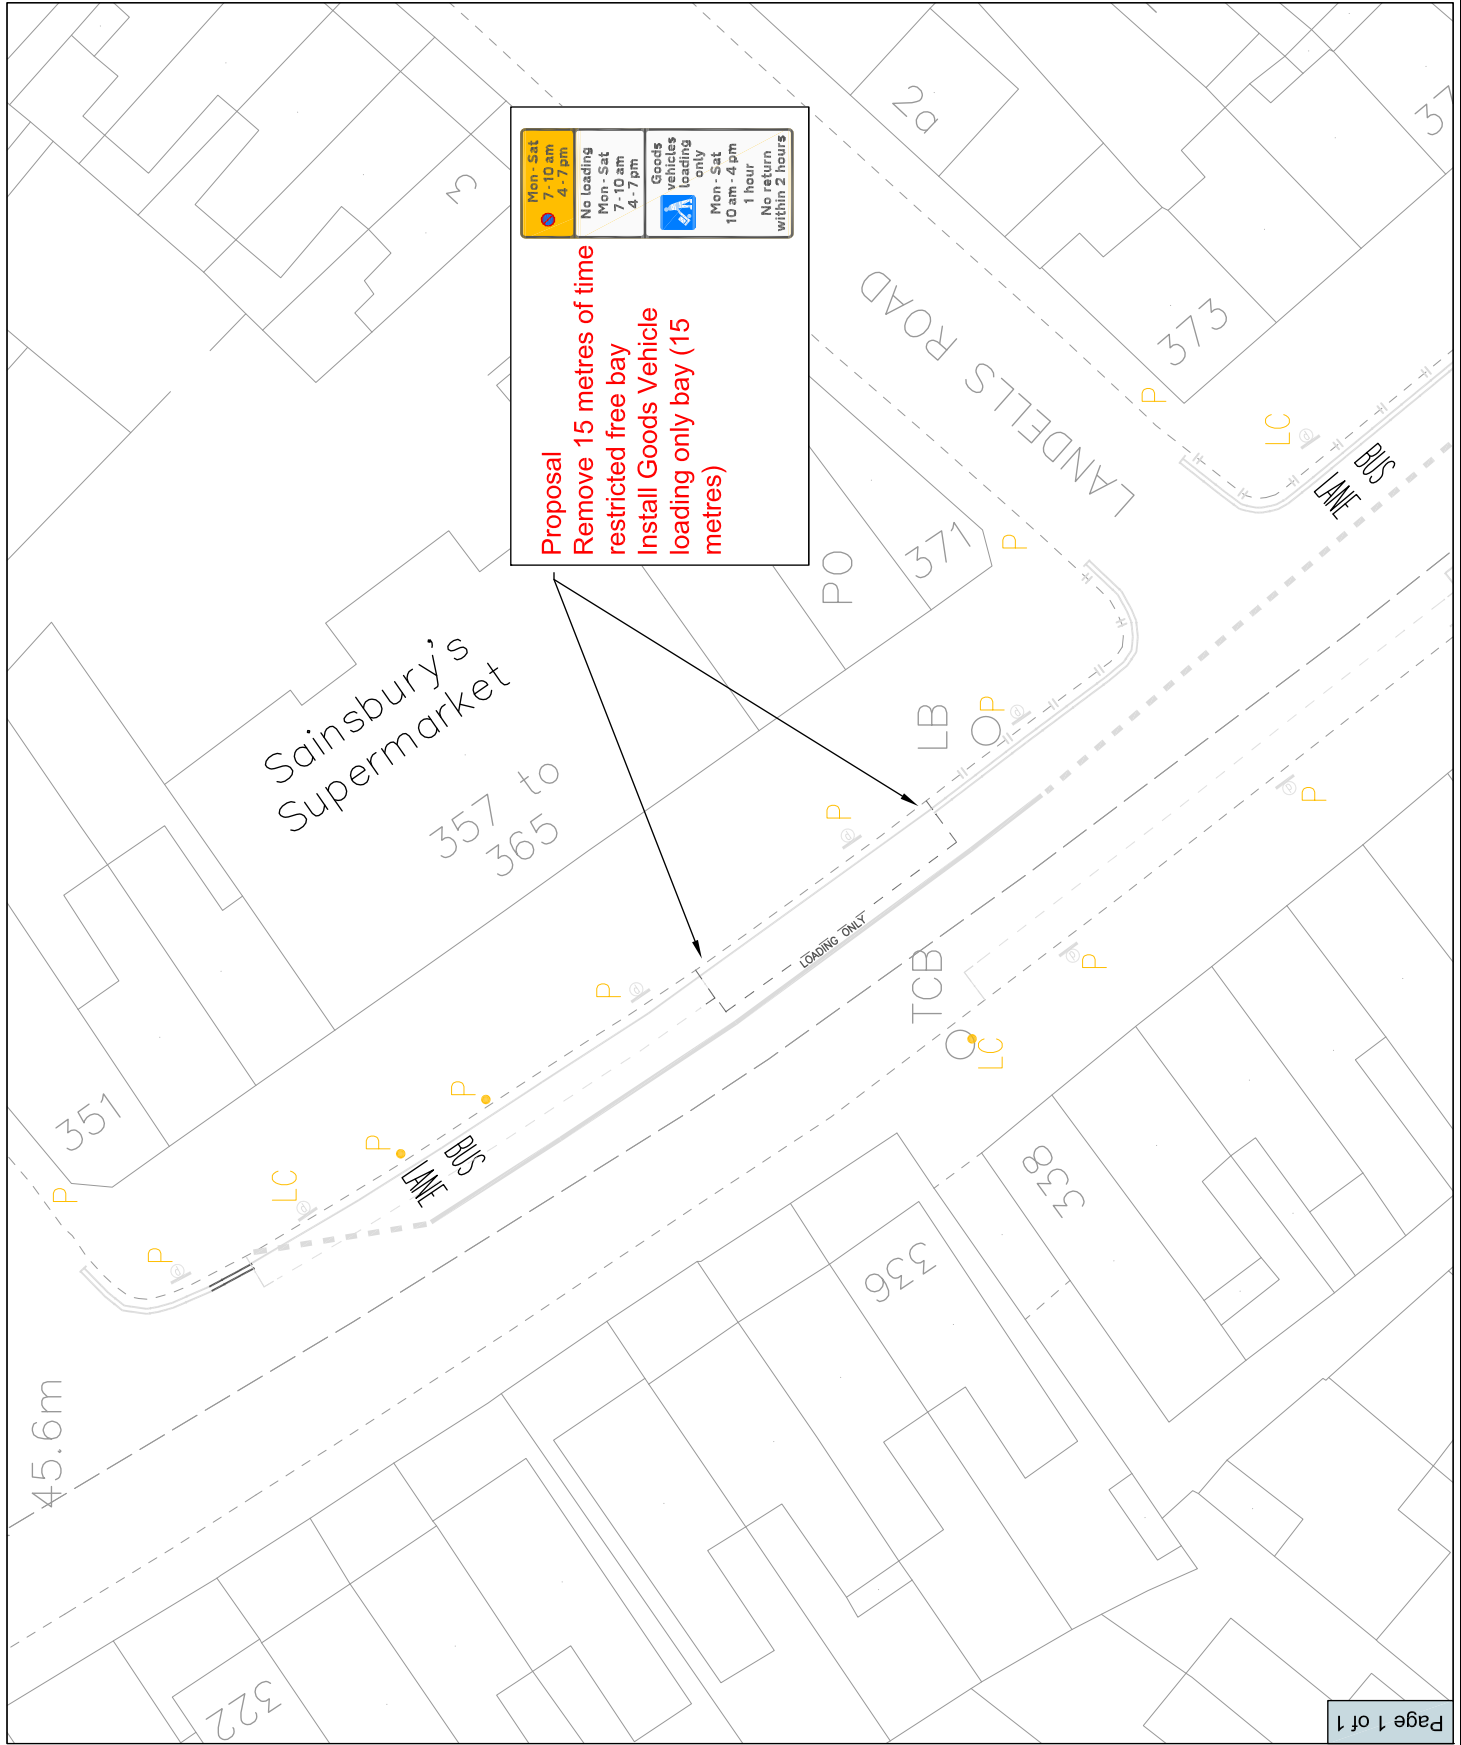 Proposal
Remove 15 metres of time
restricted free bay
Install Goods Vehicle
loading only bay (15
metres)
Mon - Sat
7 - 10 am
4 - 7 pm
No loading
Mon - Sat
7 - 10 am
4 - 7 pm
Goods
vehicles
loading
only
Mon - Sat
10 am - 4 pm
1 hour
No return
within 2 hours
Sainsbury's
Supermarket
357 to
365
3
2a
37
373
LANDELLS ROAD
371
PO
LB
P
P
P
LC
BUS
LANE
P
P
P
P
P
LC
P
P
BUS
LANE
LOADING ONLY
TCB
LC
P
P
351
45.6m
338
336
322
Page 1 of 1